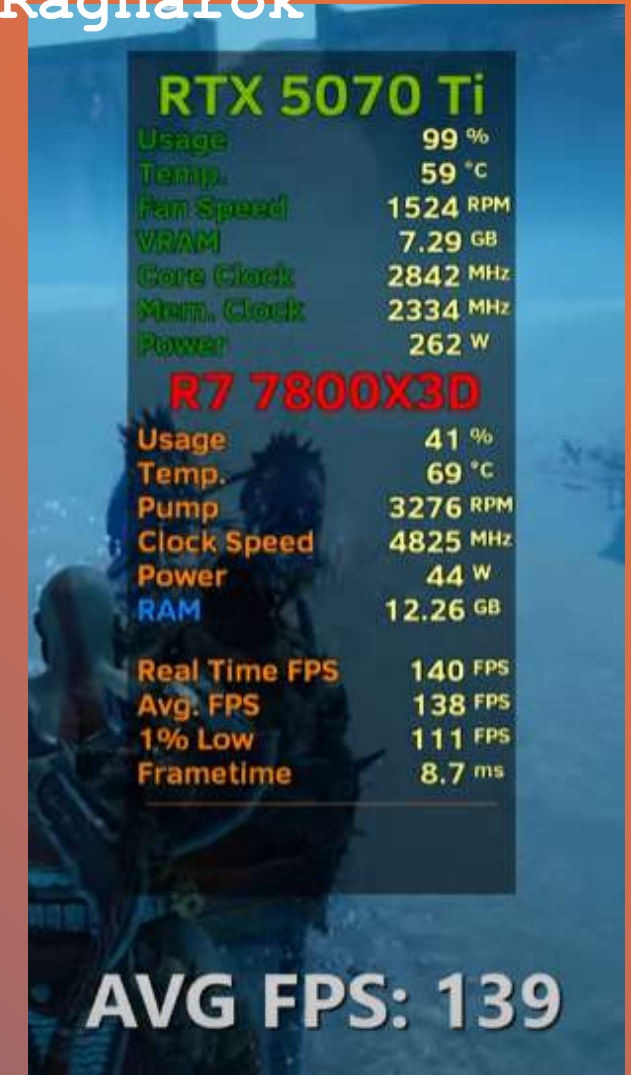 Ragnarok
RTX 5070 Ti
Usage 99 %
Temp. 59 °C
Fan Speed 1524 RPM
VRAM 7.29 GB
Core Clock 2842 MHz
Mem. Clock 2334 MHz
Power 262 W
R7 7800X3D
Usage 41 %
Temp. 69 °C
Pump 3276 RPM
Clock Speed 4825 MHz
Power 44 W
RAM 12.26 GB
Real Time FPS 140 FPS
Avg. FPS 138 FPS
1% Low 111 FPS
Frametime 8.7 ms
AVG FPS: 139